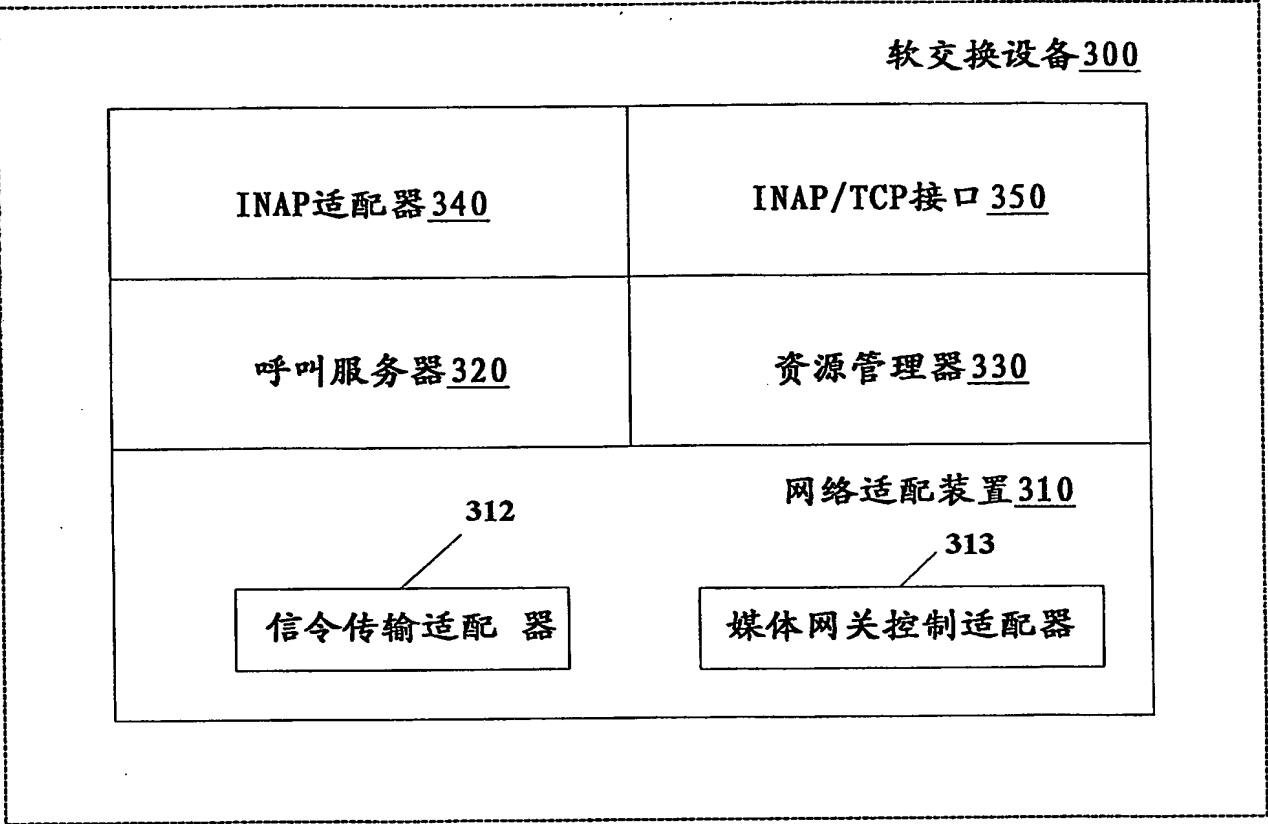 软交换设备300
INAP适配器340
INAP/TCP接口350
呼叫服务器320
资源管理器330
网络适配装置310
312
313
信令传输适配 器
媒体网关控制适配器